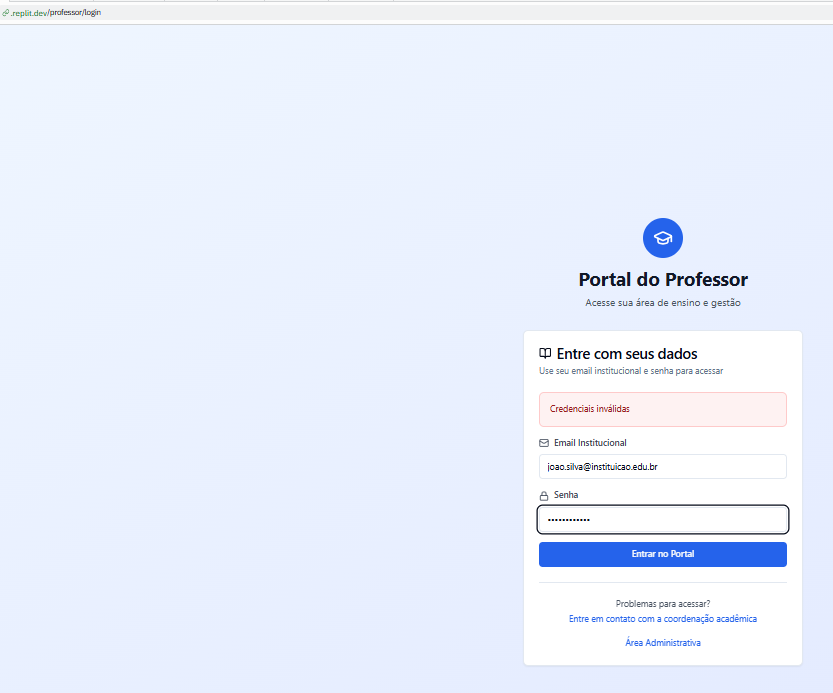 .replit.dev/professor/login
Portal do Professor
Acesse sua área de ensino e gestão
Entre com seus dados
Use seu email institucional e senha para acessar
Credenciais inválidas
Email Institucional
joao.silva@instituicao.edu.br
Senha
••••••••••••
Entrar no Portal
Problemas para acessar?
Entre em contato com a coordenação acadêmica
Área Administrativa